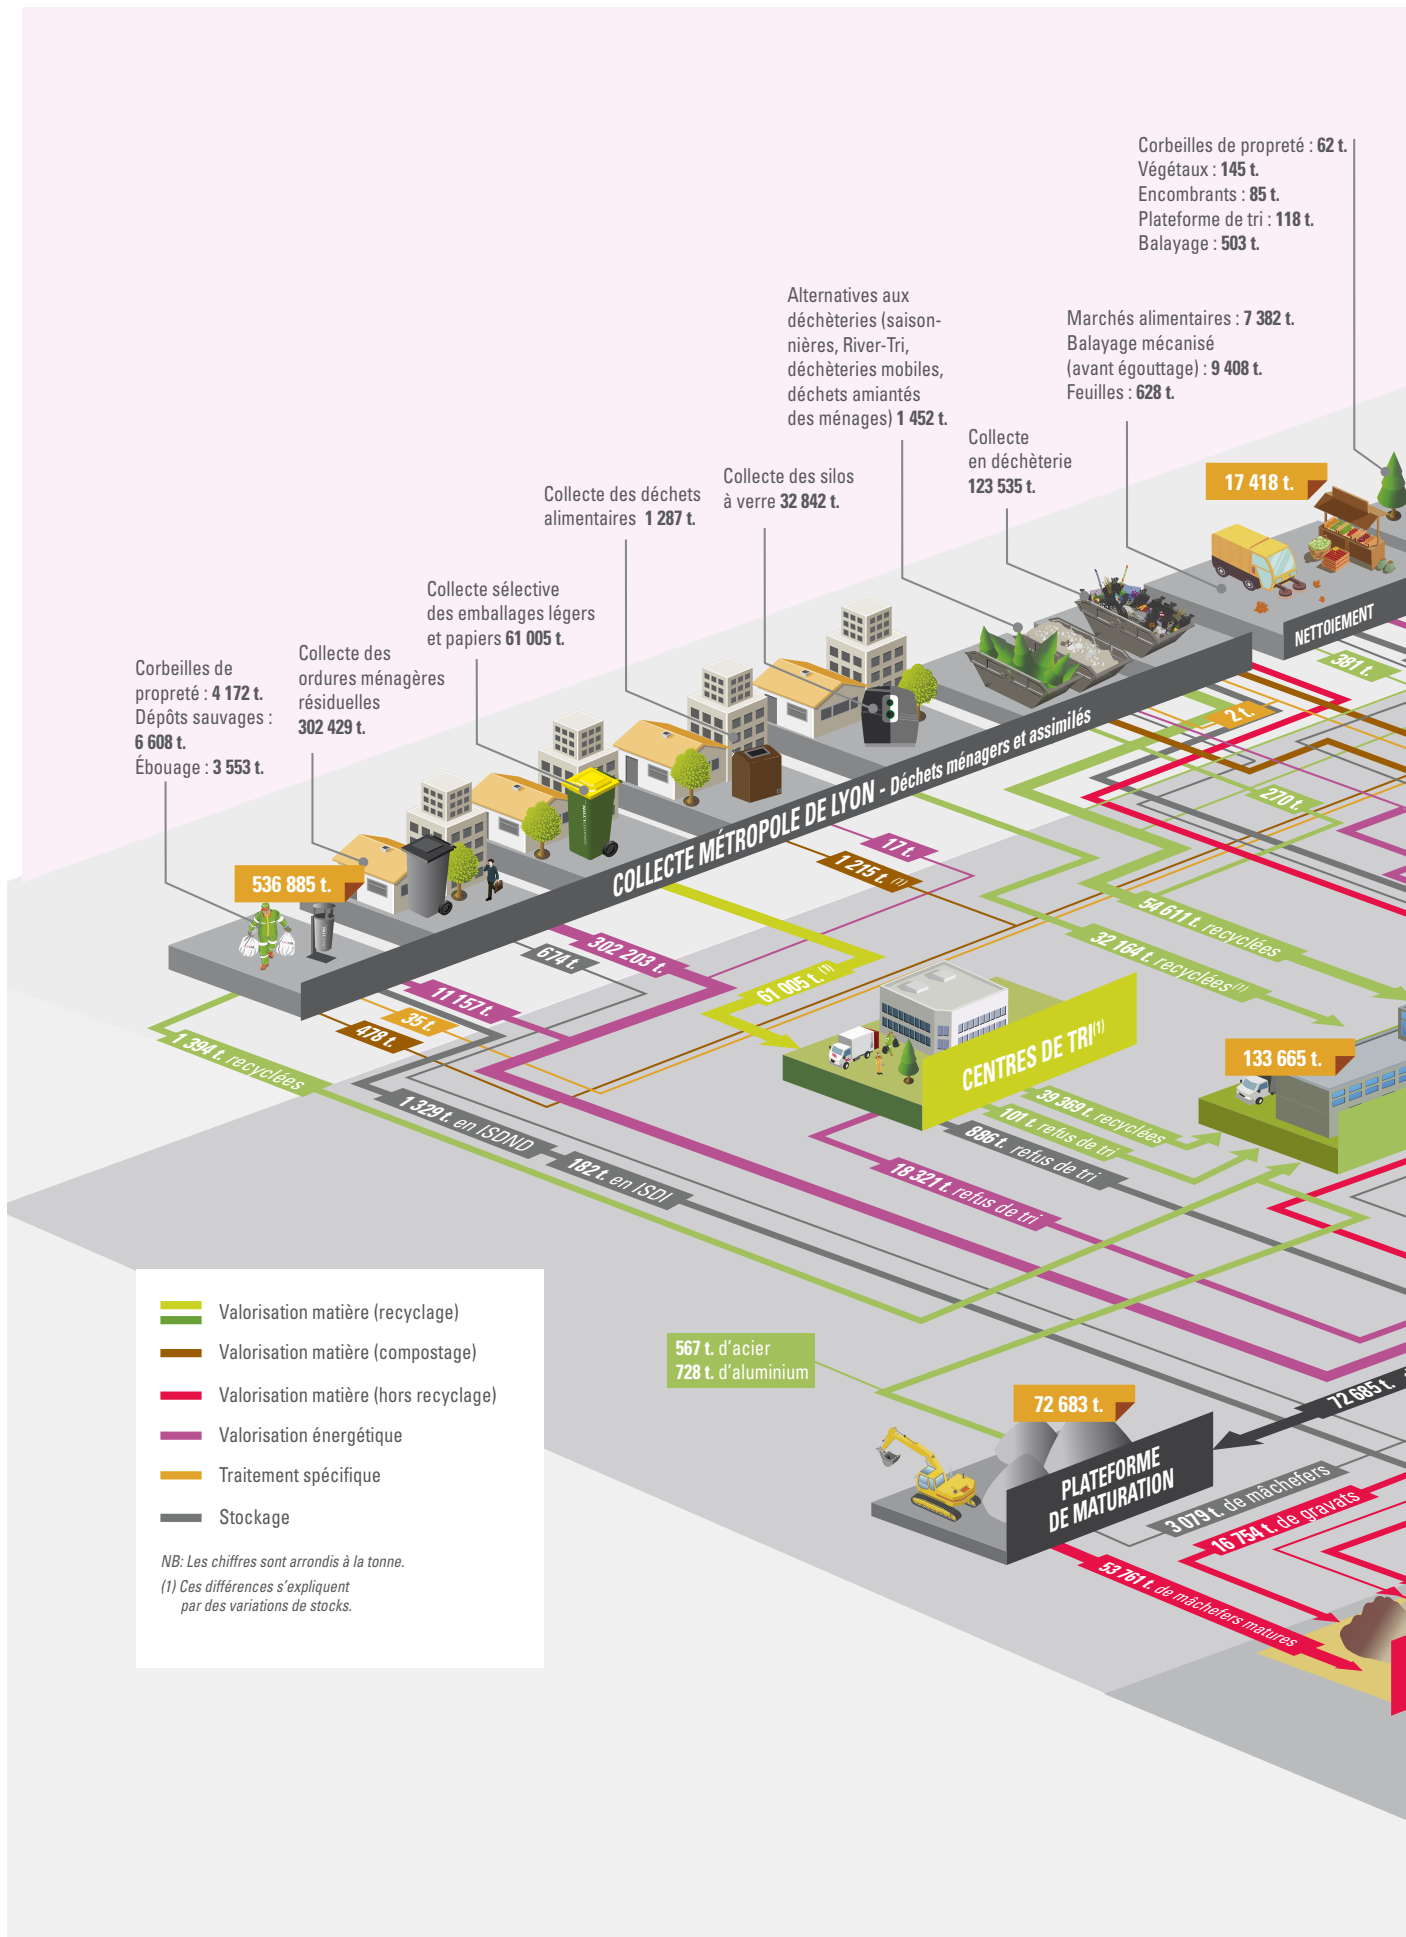 Corbeilles de propreté : 62 t.
Végétaux : 145 t.
Encombrants : 85 t.
Plateforme de tri : 118 t.
Balayage : 503 t.
Alternatives aux
déchèteries (saison-
nières, River-Tri,
déchèteries mobiles,
déchets amiantés
des ménages) 1 452 t.
Marchés alimentaires : 7 382 t.
Balayage mécanisé
(avant égouttage) : 9 408 t.
Feuilles : 628 t.
Collecte
en déchèterie
123 535 t.
Collecte des silos
à verre 32 842 t.
Collecte des déchets
alimentaires 1 287 t.
Collecte sélective
des emballages légers
et papiers 61 005 t.
Collecte des
ordures ménagères
résiduelles
302 429 t.
Corbeilles de
propreté : 4 172 t.
Dépôts sauvages :
6 608 t.
Ébouage : 3 553 t.
17 418 t.
NETTOIEMENT
536 885 t.
COLLECTE MÉTROPOLE DE LYON - Déchets ménagers et assimilés
381 t.
2 t.
270 t.
17 t.
1 215 t. (1)
54 611 t. recyclées
32 164 t. recyclées(1)
302 203 t.
674 t.
61 005 t. (1)
11 157 t.
35 t.
478 t.
1 394 t. recyclées
CENTRES DE TRI(1)
133 665 t.
39 369 t. recyclées
101 t. refus de tri
886 t. refus de tri
18 321 t. refus de tri
1 329 t. en ISDND
182 t. en ISDI
567 t. d'acier
728 t. d'aluminium
72 683 t.
72 685 t.
PLATEFORME
DE MATURATION
3 079 t. de mâchefers
16 754 t. de gravats
53 761 t. de mâchefers matures
Valorisation matière (recyclage)
Valorisation matière (compostage)
Valorisation matière (hors recyclage)
Valorisation énergétique
Traitement spécifique
Stockage
NB: Les chiffres sont arrondis à la tonne.
(1) Ces différences s'expliquent
par des variations de stocks.